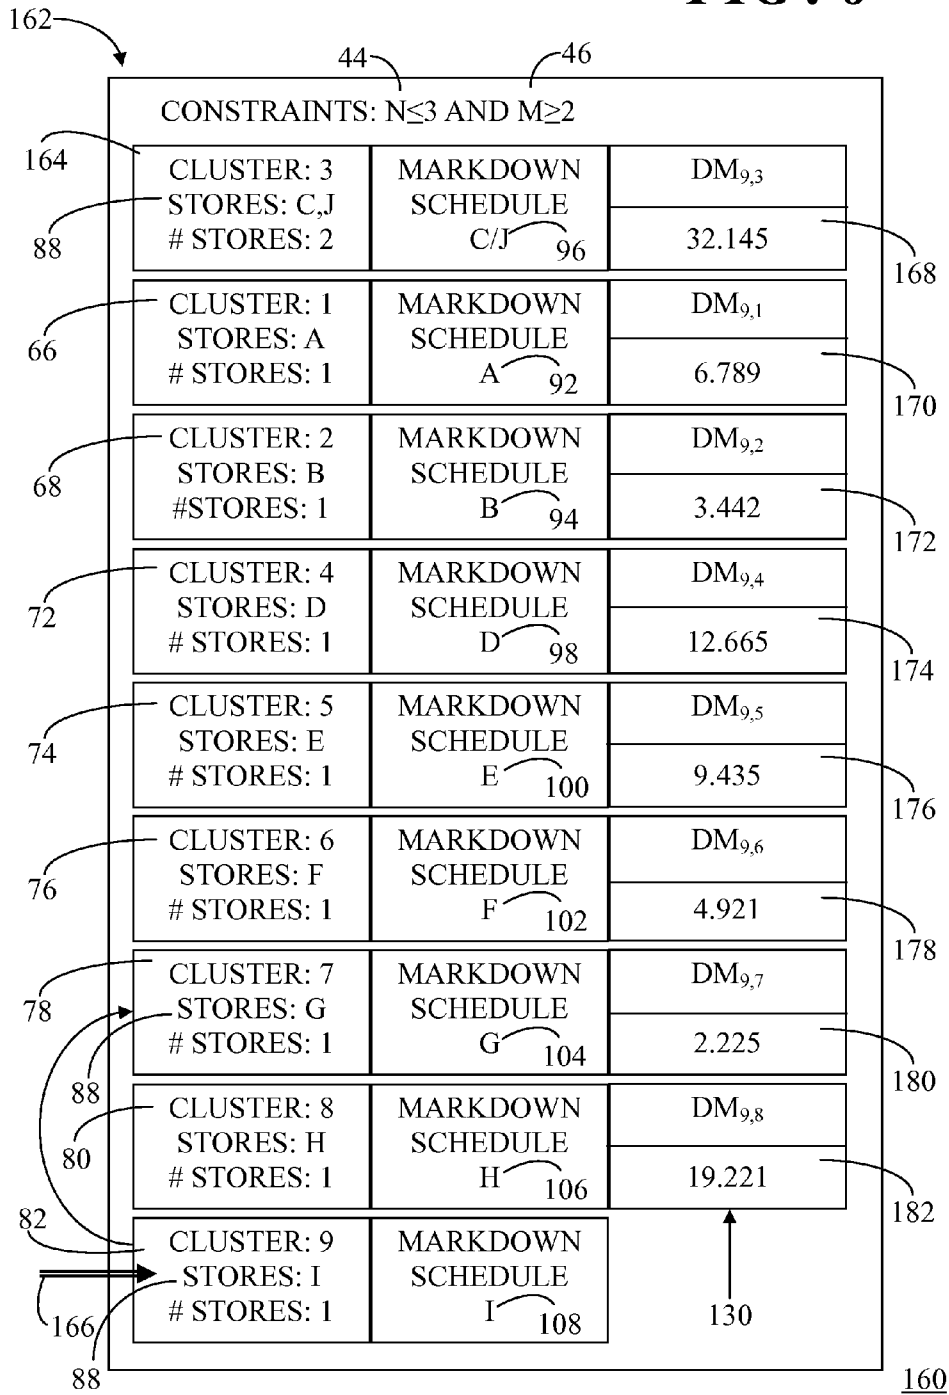 FIG.
162
44
46
CONSTRAINTS: N≤3 AND M≥2
164
CLUSTER: 3
STORES: C,J
# STORES: 2
88
MARKDOWN
SCHEDULE
C/J
96
DM9,3
32.145
168
66
CLUSTER: 1
STORES: A
# STORES: 1
MARKDOWN
SCHEDULE
A
92
DM9,1
6.789
170
68
CLUSTER: 2
STORES: B
#STORES: 1
MARKDOWN
SCHEDULE
B
94
DM9,2
3.442
172
72
CLUSTER: 4
STORES: D
# STORES: 1
MARKDOWN
SCHEDULE
D
98
DM9,4
12.665
174
74
CLUSTER: 5
STORES: E
# STORES: 1
MARKDOWN
SCHEDULE
E
100
DM9,5
9.435
176
76
CLUSTER: 6
STORES: F
# STORES: 1
MARKDOWN
SCHEDULE
F
102
DM9,6
4.921
178
78
CLUSTER: 7
STORES: G
# STORES: 1
88
MARKDOWN
SCHEDULE
G
104
DM9,7
2.225
180
80
CLUSTER: 8
STORES: H
# STORES: 1
MARKDOWN
SCHEDULE
H
106
DM9,8
19.221
182
82
CLUSTER: 9
STORES: I
# STORES: 1
166
88
MARKDOWN
SCHEDULE
I
108
130
160